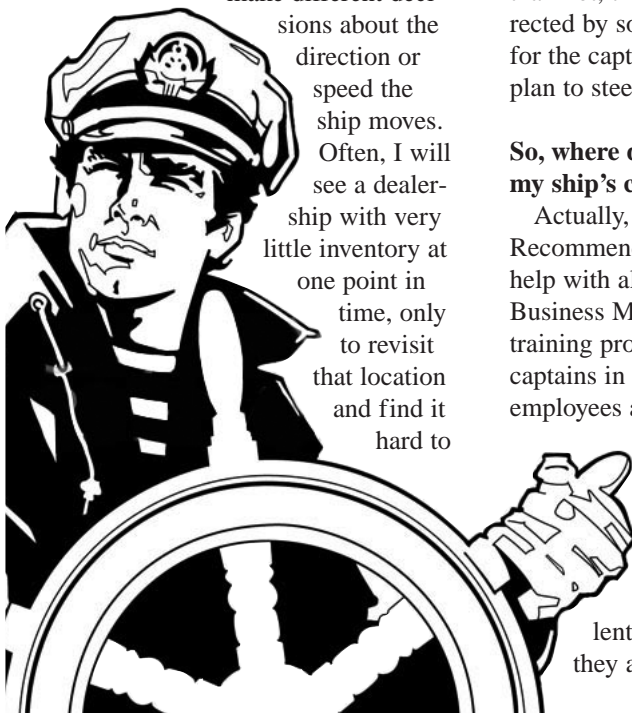 sions about the
direction or
speed the
ship moves.
Often, I will
see a dealer-
ship with very
little inventory at
one point in
time, only
to revisit
that location
and find it
hard to
rected by so
for the capt
plan to steer
So, where
my ship's c
Actually,
Recommen
help with al
Business M
training pro
captains in
employees a
lent
they a